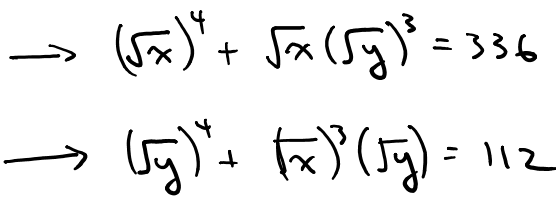 → (√x)⁴ + √x (√y)³ = 336
→ (√y)⁴ + (√x)³ (√y) = 112